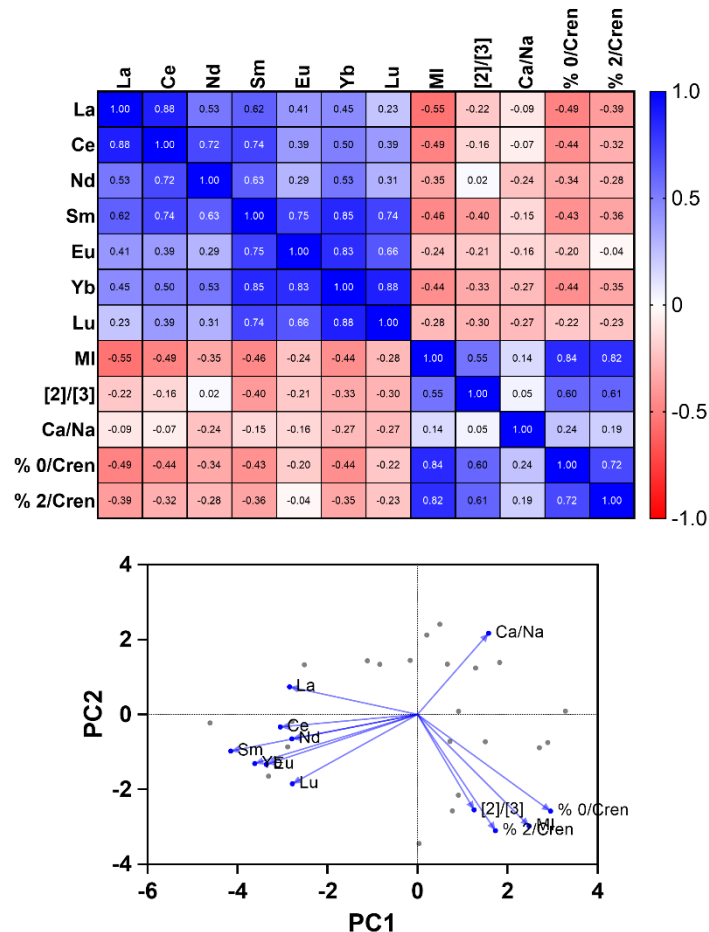 La Ce Nd Sm Eu Yb Lu MI [2]/[3] Ca/Na % 0/Cren % 2/Cren
La 1.00 0.88 0.53 0.62 0.41 0.45 0.23 -0.55 -0.22 -0.09 -0.49 -0.39
Ce 0.88 1.00 0.72 0.74 0.39 0.50 0.39 -0.49 -0.16 -0.07 -0.44 -0.32
Nd 0.53 0.72 1.00 0.63 0.29 0.53 0.31 -0.35 0.02 -0.24 -0.34 -0.28
Sm 0.62 0.74 0.63 1.00 0.75 0.85 0.74 -0.46 -0.40 -0.15 -0.43 -0.36
Eu 0.41 0.39 0.29 0.75 1.00 0.83 0.66 -0.24 -0.21 -0.16 -0.20 -0.04
Yb 0.45 0.50 0.53 0.85 0.83 1.00 0.88 -0.44 -0.33 -0.27 -0.44 -0.35
Lu 0.23 0.39 0.31 0.74 0.66 0.88 1.00 -0.28 -0.30 -0.27 -0.22 -0.23
MI -0.55 -0.49 -0.35 -0.46 -0.24 -0.44 -0.28 1.00 0.55 0.14 0.84 0.82
[2]/[3] -0.22 -0.16 0.02 -0.40 -0.21 -0.33 -0.30 0.55 1.00 0.05 0.60 0.61
Ca/Na -0.09 -0.07 -0.24 -0.15 -0.16 -0.27 -0.27 0.14 0.05 1.00 0.24 0.19
% 0/Cren -0.49 -0.44 -0.34 -0.43 -0.20 -0.44 -0.22 0.84 0.60 0.24 1.00 0.72
% 2/Cren -0.39 -0.32 -0.28 -0.36 -0.04 -0.35 -0.23 0.82 0.61 0.19 0.72 1.00
1.0
0.5
0
-0.5
-1.0
4
2
0
-2
-4
PC2
Ca/Na
La
Ce
Nd
Sm
Yb
Eu
Lu
[2]/[3]
% 0/Cren
MI
% 2/Cren
-6 -4 -2 0 2 4
PC1